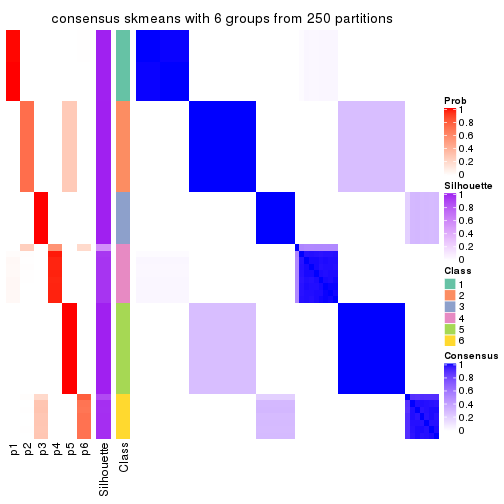 consensus skmeans with 6 groups from 250 partitions
Prob
1
0.8
0.6
0.4
0.2
0
Silhouette
1
0.8
0.6
0.4
0.2
0
Class
1
2
3
4
5
6
Consensus
1
0.8
0.6
0.4
0.2
0
p1
p2
p3
p4
p5
p6
Silhouette
Class